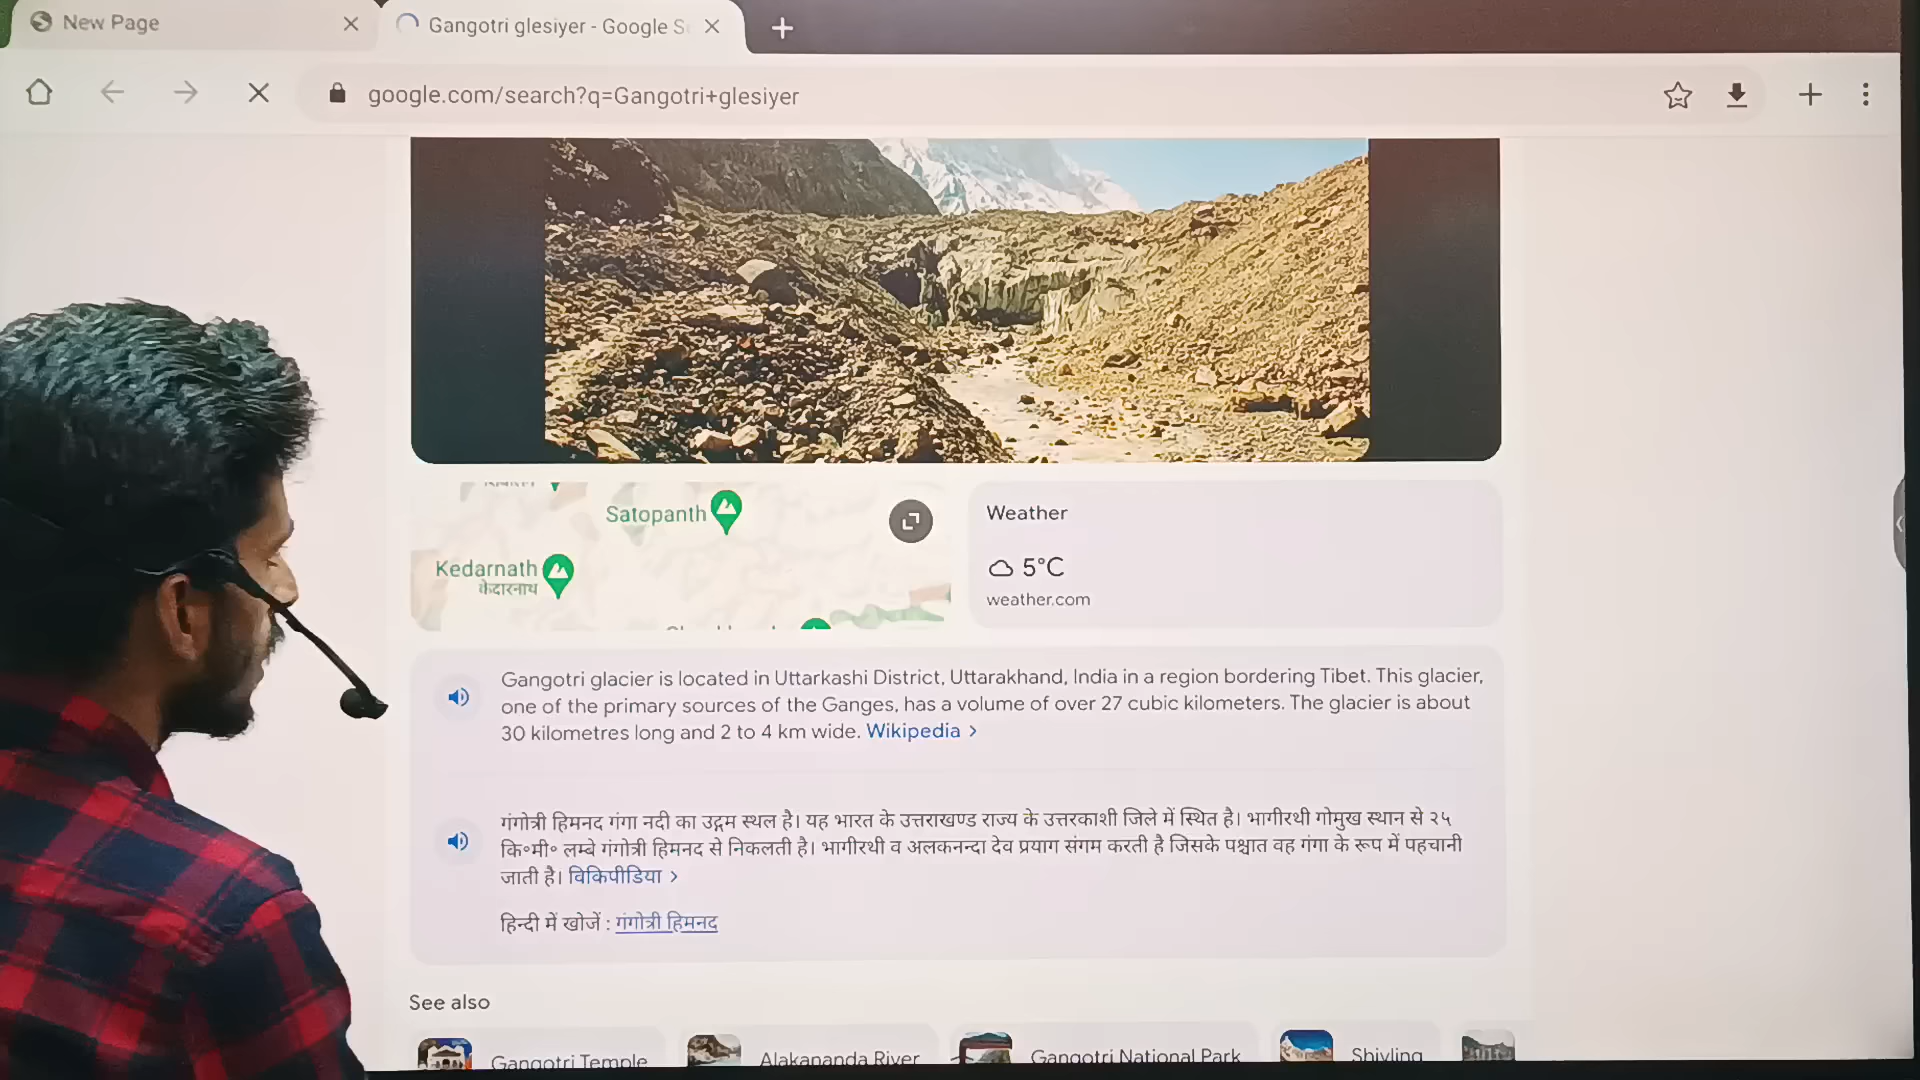 New Page
Gangotri glesiyer - Google S
google.com/search?q=Gangotri+glesiyer
Satopanth
Kedarnath
केदारनाथ
Weather
5°C
weather.com
Gangotri glacier is located in Uttarkashi District, Uttarakhand, India in a region bordering Tibet. This glacier,
one of the primary sources of the Ganges, has a volume of over 27 cubic kilometers. The glacier is about
30 kilometres long and 2 to 4 km wide. Wikipedia >
गंगोत्री हिमनद गंगा नदी का उद्गम स्थल है। यह भारत के उत्तराखण्ड राज्य के उत्तरकाशी जिले में स्थित है। भागीरथी गोमुख स्थान से २५
कि॰मी॰ लम्बे गंगोत्री हिमनद से निकलती है। भागीरथी व अलकनन्दा देव प्रयाग संगम करती है जिसके पश्चात वह गंगा के रूप में पहचानी
जाती है। विकिपीडिया >
हिन्दी में खोजें : गंगोत्री हिमनद
See also
Gangotri Temple
Alakananda River
Gangotri National Park
Shivling